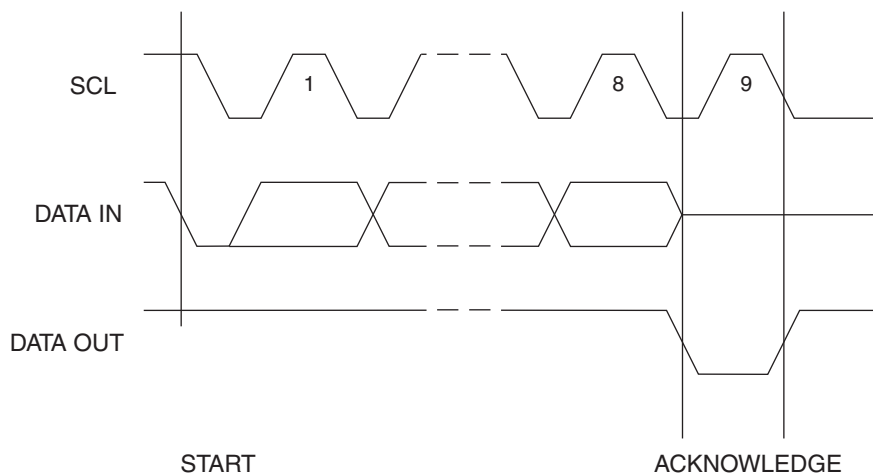 SCL
1
8
9
DATA IN
DATA OUT
START
ACKNOWLEDGE